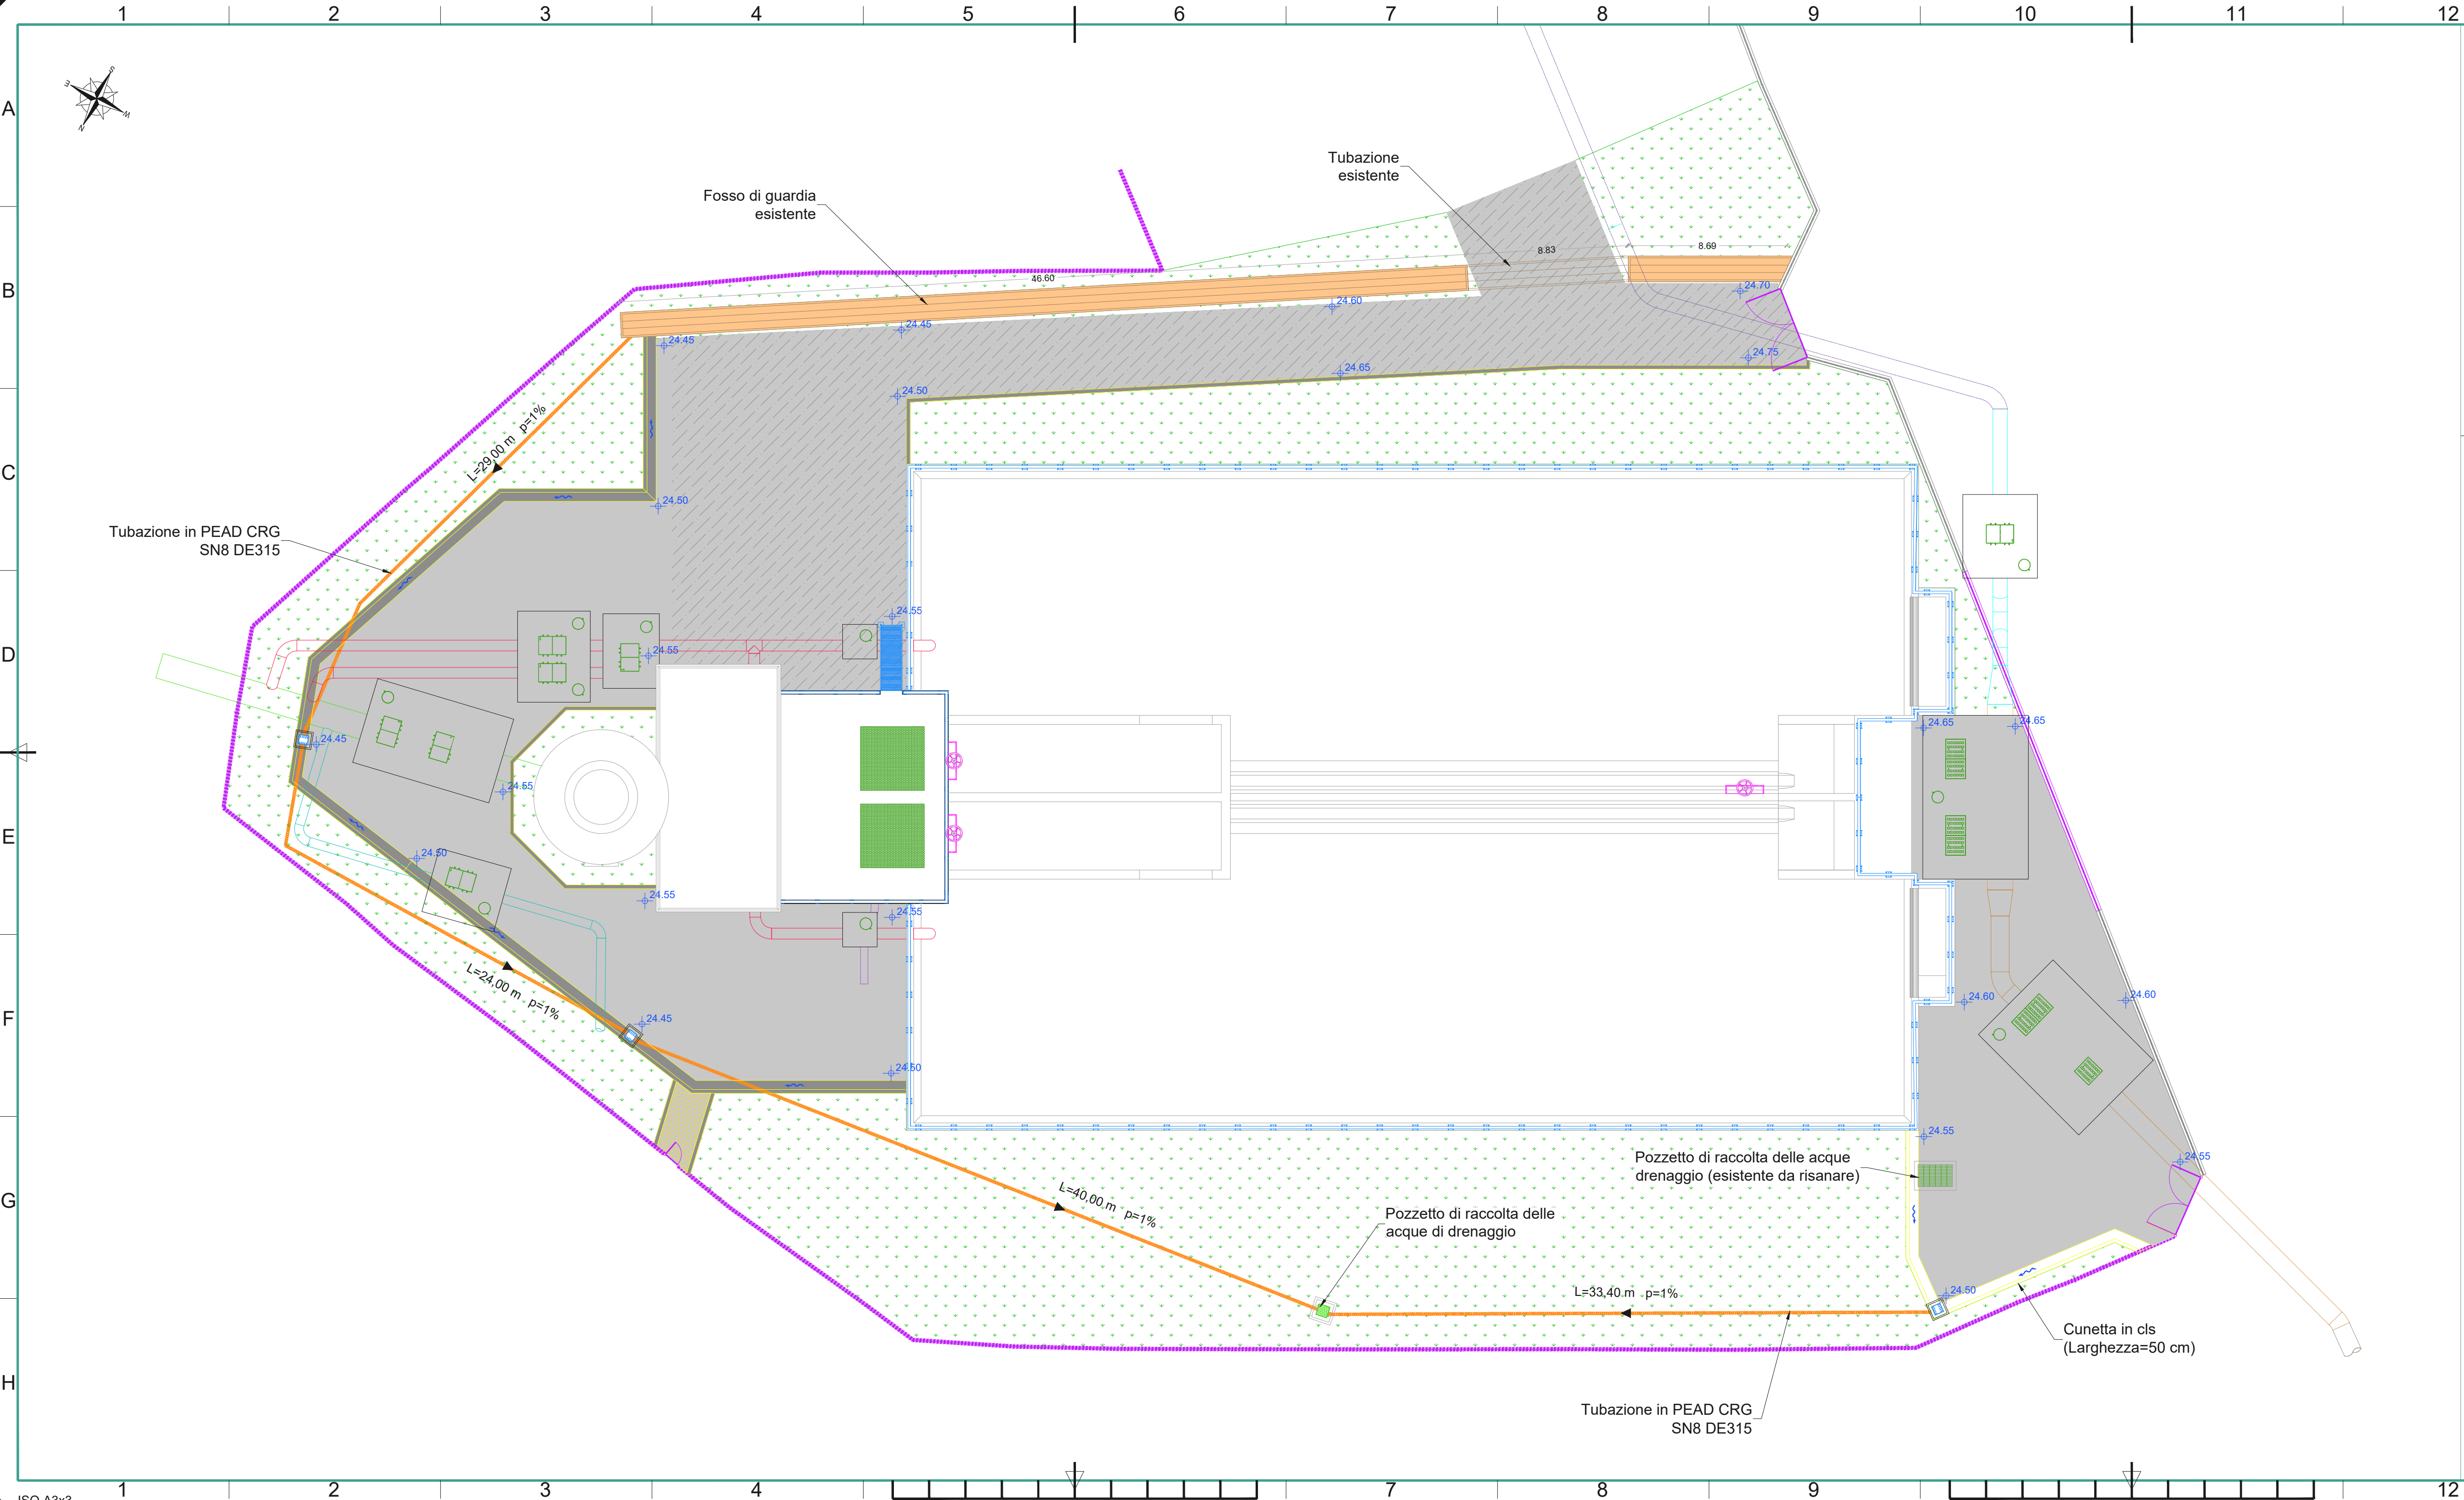 1 2 3 4 5 6 7 8 9 10 11 12
A
B
C
D
E
F
G
H
S
E
W
N
Tubazione
esistente
Fosso di guardia
esistente
8.83
8.69
46.60
24.70
24.60
24.45
24.45
24.75
24.65
24.50
L=29,00 m p=1%
24.50
Tubazione in PEAD CRG
SN8 DE315
24.55
24.55
24.45
24.65
24.65
24.55
24.50
24.55
24.55
24.60
24.60
L=24,00 m p=1%
24.45
24.50
24.55
24.55
Pozzetto di raccolta delle acque
drenaggio (esistente da risanare)
L=40,00 m p=1%
Pozzetto di raccolta delle
acque di drenaggio
L=33,40 m p=1%
24.50
Cunetta in cls
(Larghezza=50 cm)
Tubazione in PEAD CRG
SN8 DE315
1 2 3 4 7 8 9 12